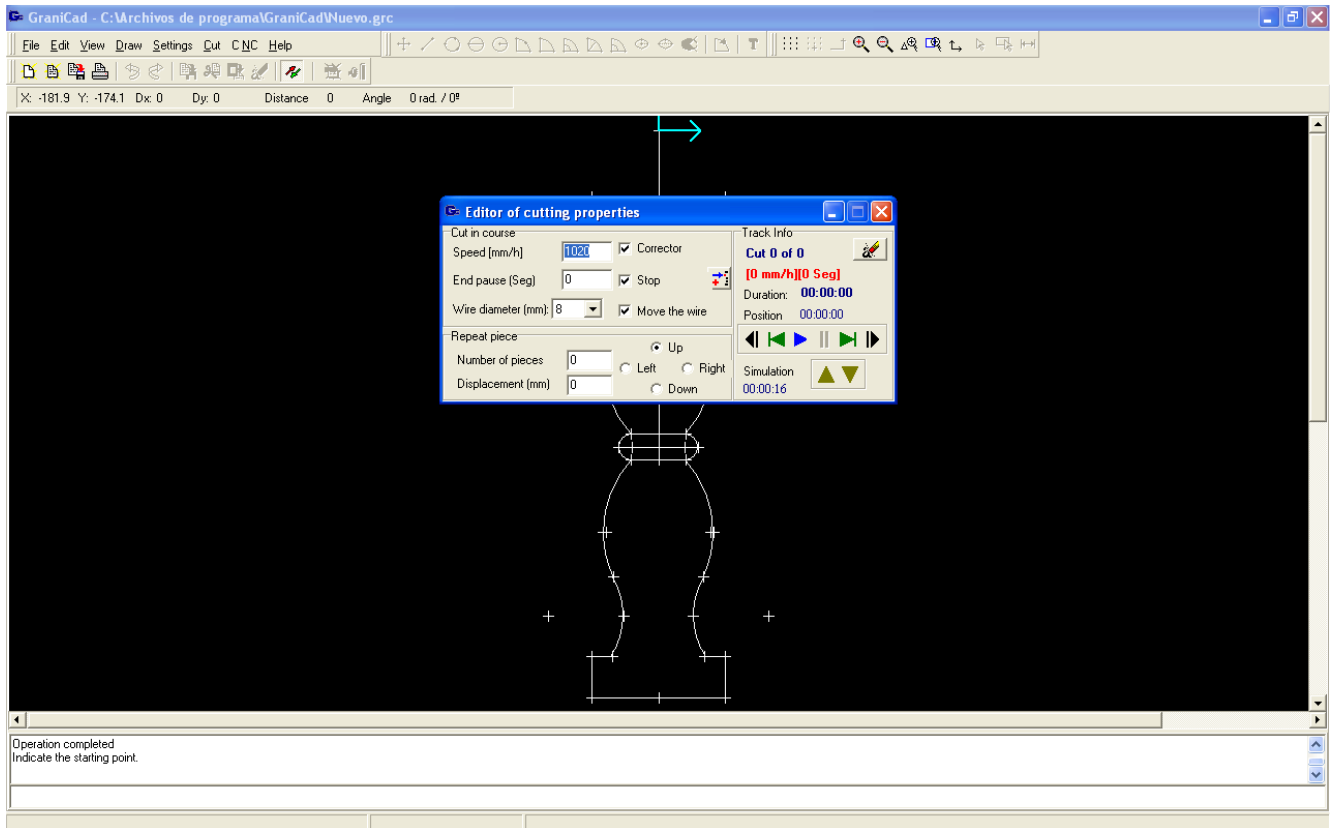 GraniCad - C:\Archivos de programa\GraniCad\Nuevo.grc
File Edit View Draw Settings Cut CNC Help
T
X: -181.9 Y: -174.1 Dx: 0 Dy: 0 Distance 0 Angle 0 rad. / 0º
Editor of cutting properties
Cut in course
Speed [mm/h] 1020 Corrector
End pause (Seg) 0 Stop
Wire diameter (mm): 8 Move the wire
Repeat piece
Number of pieces 0
Displacement (mm) 0
Up
Left Right
Down
Track Info
Cut 0 of 0
[0 mm/h][0 Seg]
Duration: 00:00:00
Position 00:00:00
Simulation
00:00:16
Operation completed
Indicate the starting point.